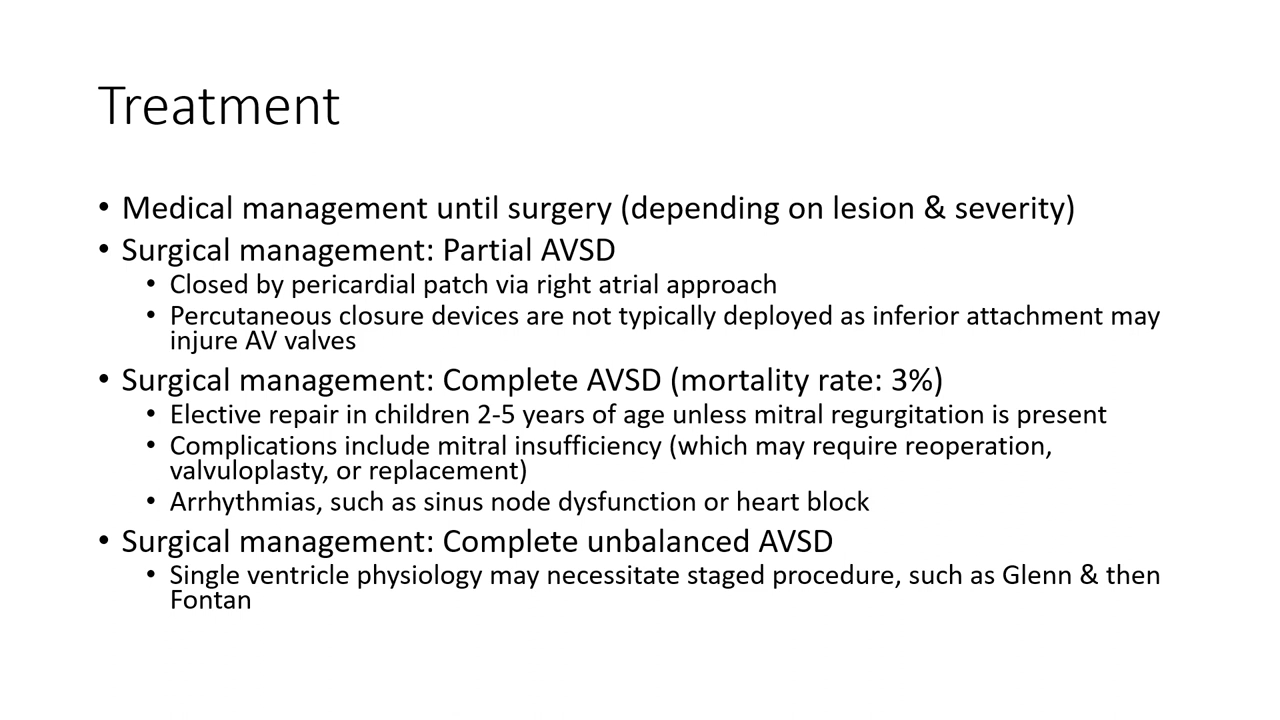 Treatment
• Medical management until surgery (depending on lesion & severity)
• Surgical management: Partial AVSD
• Closed by pericardial patch via right atrial approach
• Percutaneous closure devices are not typically deployed as inferior attachment may
injure AV valves
• Surgical management: Complete AVSD (mortality rate: 3%)
• Elective repair in children 2-5 years of age unless mitral regurgitation is present
• Complications include mitral insufficiency (which may require reoperation,
valvuloplasty, or replacement)
• Arrhythmias, such as sinus node dysfunction or heart block
• Surgical management: Complete unbalanced AVSD
• Single ventricle physiology may necessitate staged procedure, such as Glenn & then
Fontan